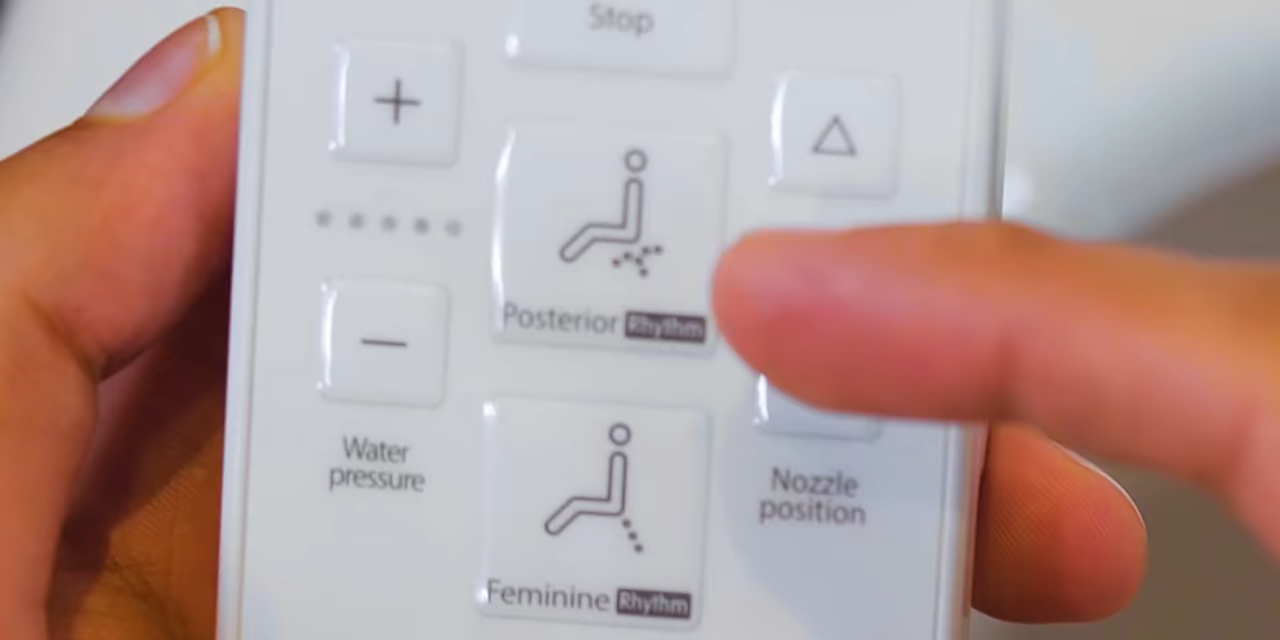 Stop
+
Posterior Rhythm
−
Water
pressure
Nozzle
position
Feminine Rhythm